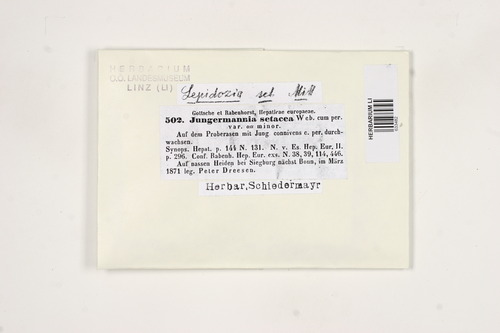 HERBARIUM
O.Ö. LANDESMUSEUM
LINZ (LI)
Lepidozia set. Mitt
Gottsche et Rabenhorst, Hepaticae europaeae.
502. Jungermannia setacea Web. cum per.
var. minor.
Auf dem Proberasen mit Jung connivens c. per, durch-
wachsen.
Synops. Hepat. p. 144 N. 131. N. v. Es. Hep. Eur. II.
p. 296. Conf. Rabenh. Hep. Eur. exs. N. 38, 39, 114, 446.
Auf nassen Heiden bei Siegburg nächst Bonn, im März
1871 leg. Peter Dreesen.
Herbar, Schiedermayr
HERBARIUM LI